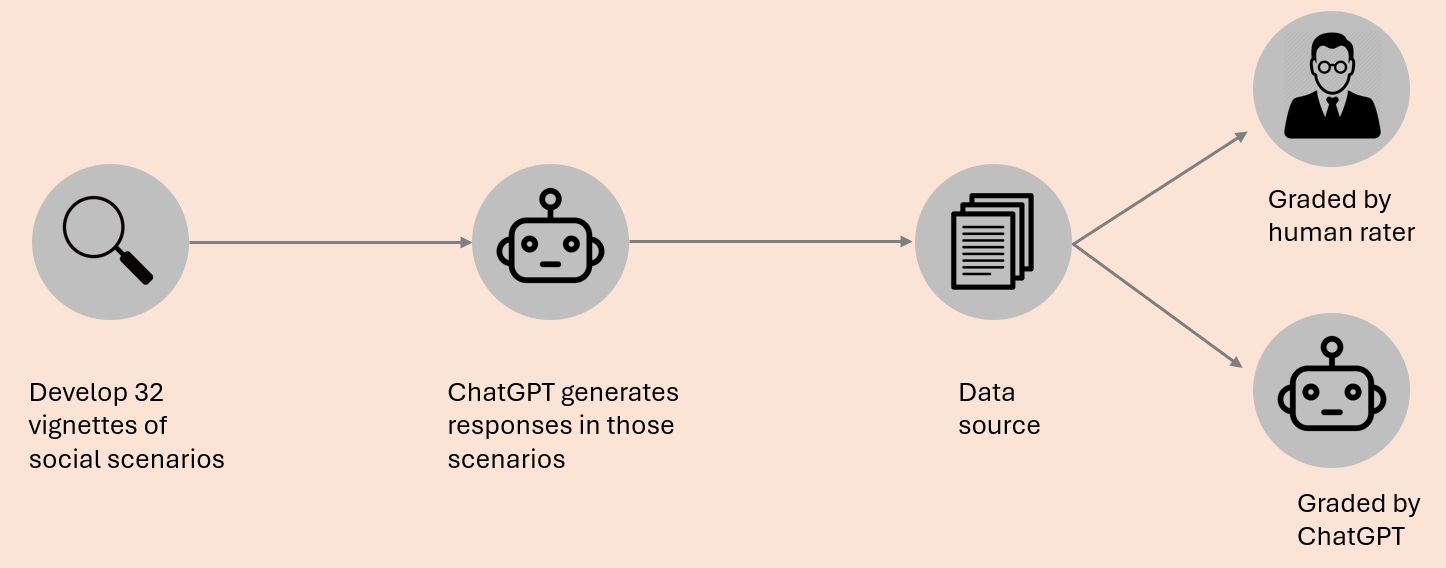 Develop 32
vignettes of
social scenarios
ChatGPT generates
responses in those
scenarios
Data
source
Graded by
human rater
Graded by
ChatGPT